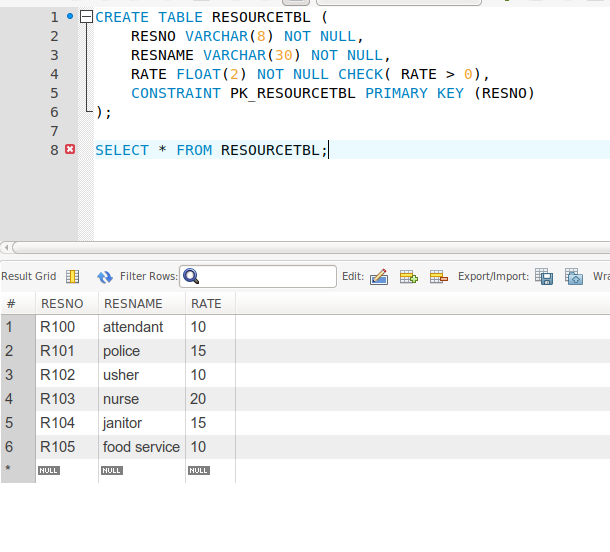 1 CREATE TABLE RESOURCETBL (
2 RESNO VARCHAR(8) NOT NULL,
3 RESNAME VARCHAR(30) NOT NULL,
4 RATE FLOAT(2) NOT NULL CHECK( RATE > 0),
5 CONSTRAINT PK_RESOURCETBL PRIMARY KEY (RESNO)
6 );
7
8 SELECT * FROM RESOURCETBL;
Result Grid Filter Rows: Edit: Export/Import: Wra
# RESNO RESNAME RATE
1 R100 attendant 10
2 R101 police 15
3 R102 usher 10
4 R103 nurse 20
5 R104 janitor 15
6 R105 food service 10
* NULL NULL NULL